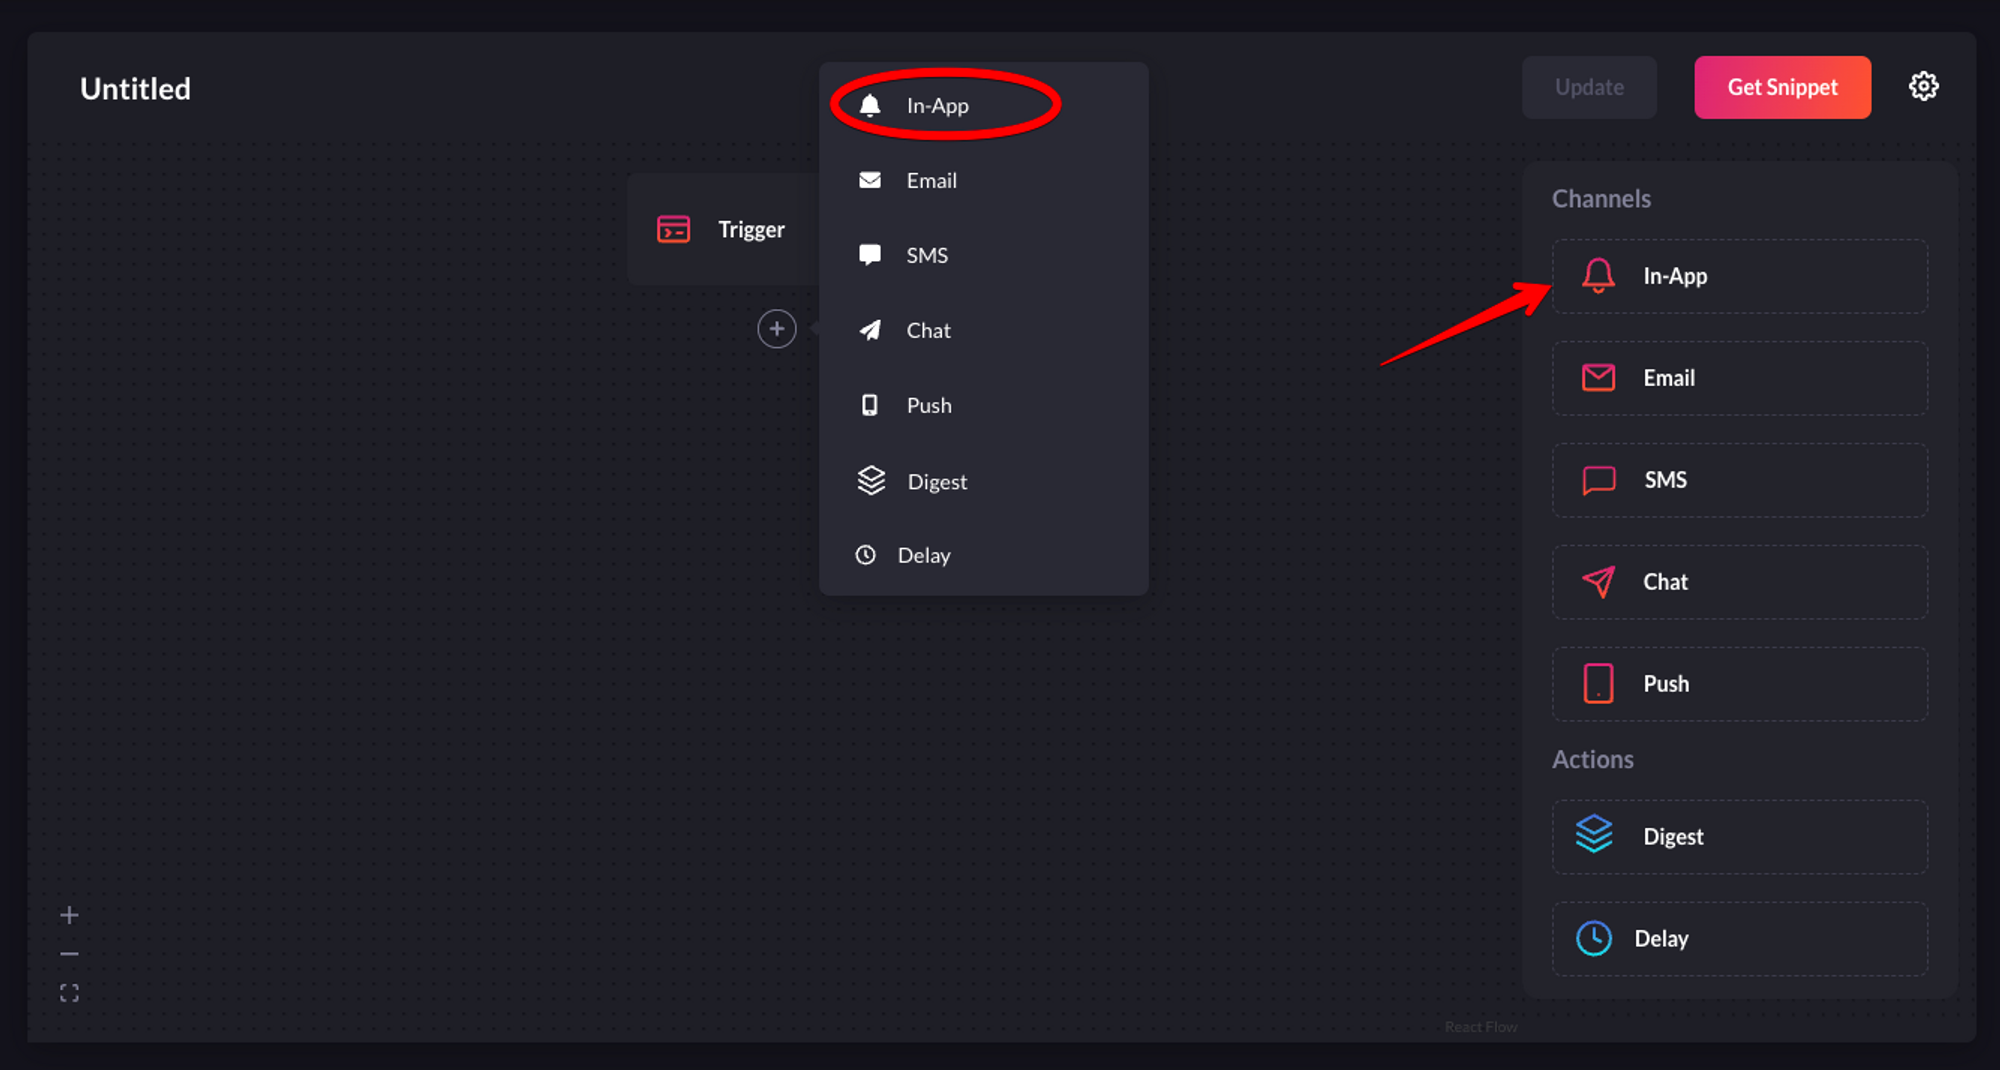 Untitled
Update
Get Snippet
Trigger
In-App
Email
SMS
Chat
Push
Digest
Delay
Channels
In-App
Email
SMS
Chat
Push
Actions
Digest
Delay
React Flow